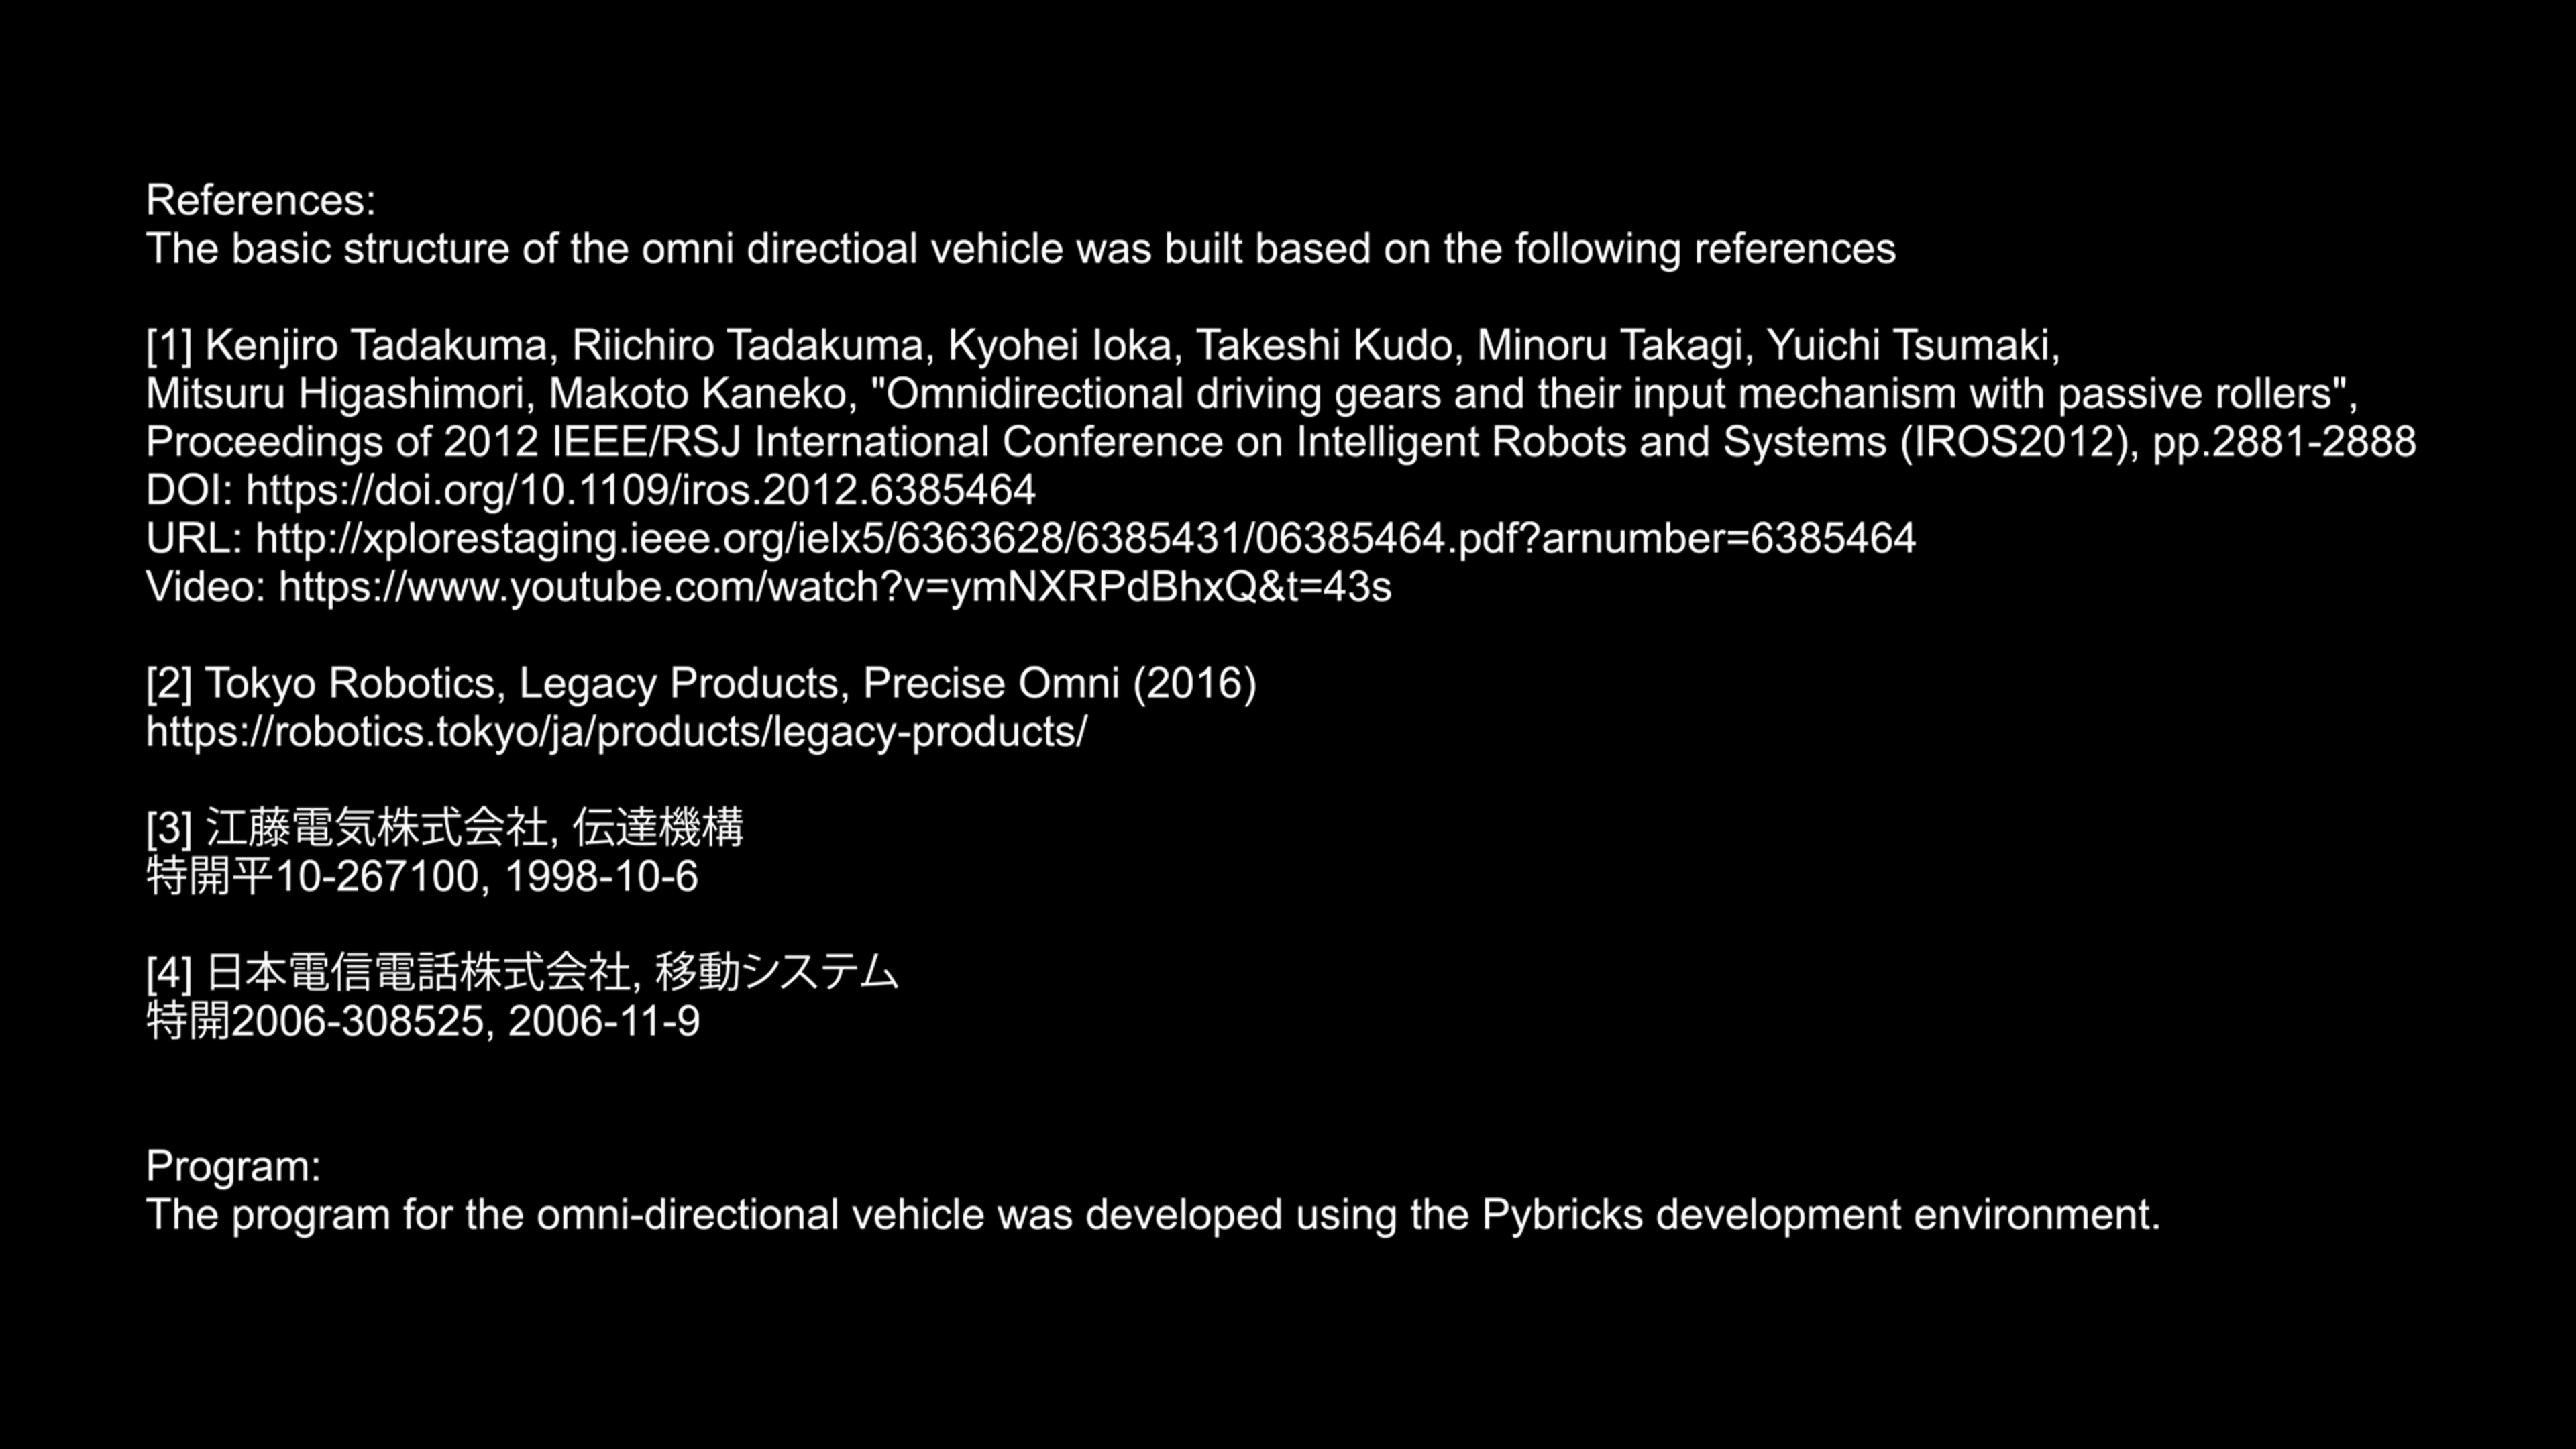 References:
The basic structure of the omni directioal vehicle was built based on the following references
[1] Kenjiro Tadakuma, Riichiro Tadakuma, Kyohei Ioka, Takeshi Kudo, Minoru Takagi, Yuichi Tsumaki,
Mitsuru Higashimori, Makoto Kaneko, "Omnidirectional driving gears and their input mechanism with passive rollers",
Proceedings of 2012 IEEE/RSJ International Conference on Intelligent Robots and Systems (IROS2012), pp.2881-2888
DOI: https://doi.org/10.1109/iros.2012.6385464
URL: http://xplorestaging.ieee.org/ielx5/6363628/6385431/06385464.pdf?arnumber=6385464
Video: https://www.youtube.com/watch?v=ymNXRPdBhxQ&t=43s
[2] Tokyo Robotics, Legacy Products, Precise Omni (2016)
https://robotics.tokyo/ja/products/legacy-products/
[3] 江藤電気株式会社, 伝達機構
特開平10-267100, 1998-10-6
[4] 日本電信電話株式会社, 移動システム
特開2006-308525, 2006-11-9
Program:
The program for the omni-directional vehicle was developed using the Pybricks development environment.